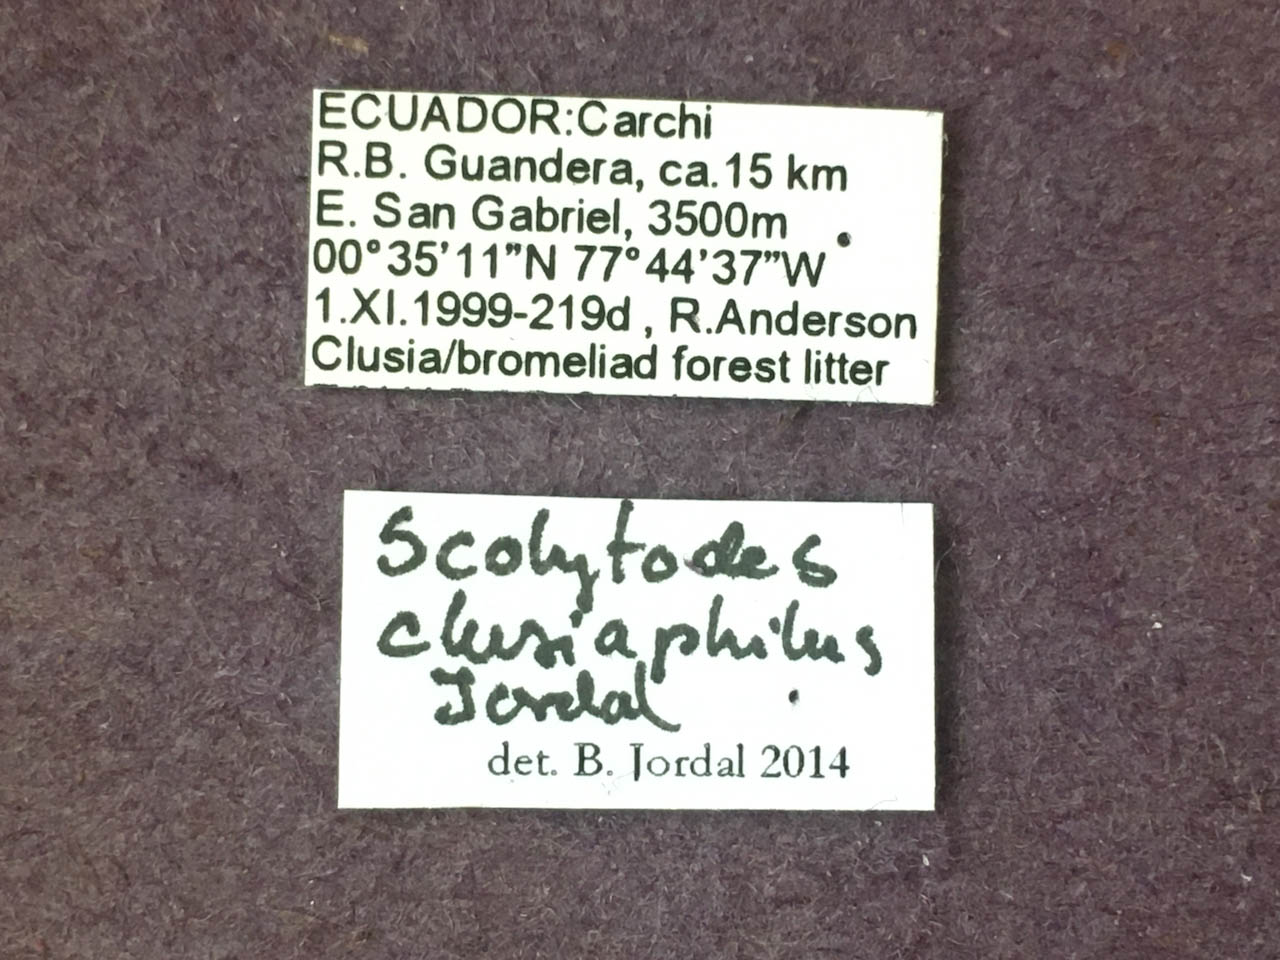 ECUADOR:Carchi
R.B. Guandera, ca.15 km
E. San Gabriel, 3500m
00°35'11"N 77°44'37"W
1.XI.1999-219d , R.Anderson
Clusia/bromeliad forest litter
Scolytodes
clusiaphilus
Jordal
det. B. Jordal 2014